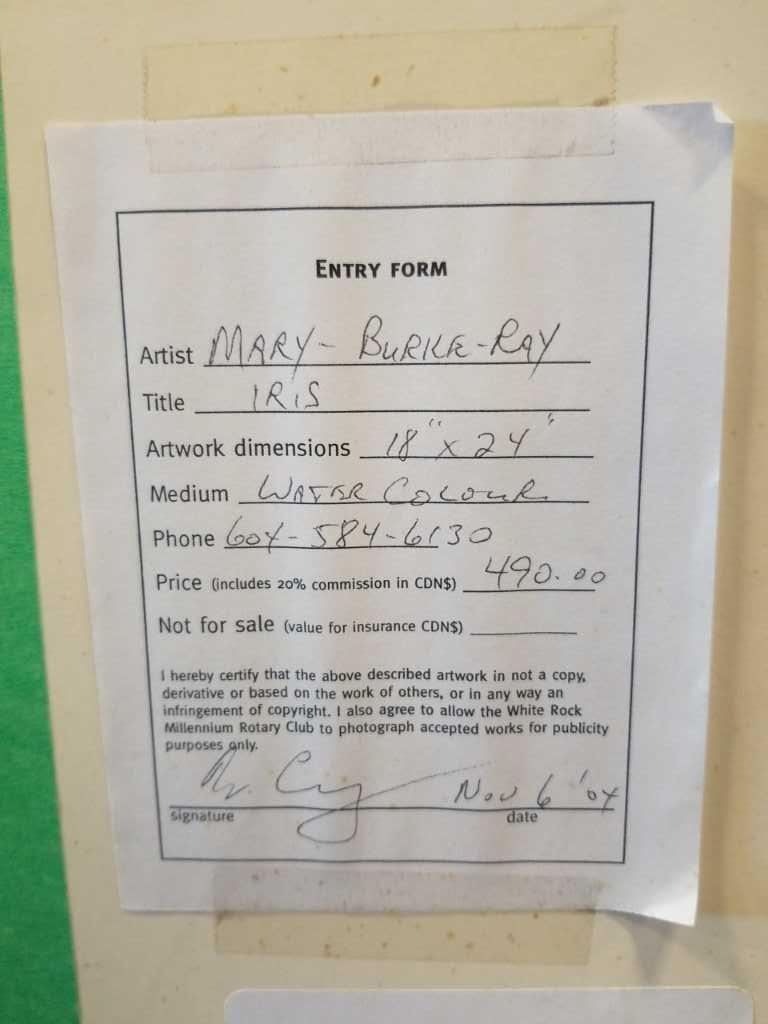 ENTRY FORM
Artist MARY- BURKE-RAY
Title IRIS
Artwork dimensions 18" x 24"
Medium WATER COLOUR
Phone 604-584-6130
Price (includes 20% commission in CDN$) 490.00
Not for sale (value for insurance CDN$)
I hereby certify that the above described artwork in not a copy,
derivative or based on the work of others, or in any way an
infringement of copyright. I also agree to allow the White Rock
Millennium Rotary Club to photograph accepted works for publicity
purposes only.
Nov 6 '04
signature date